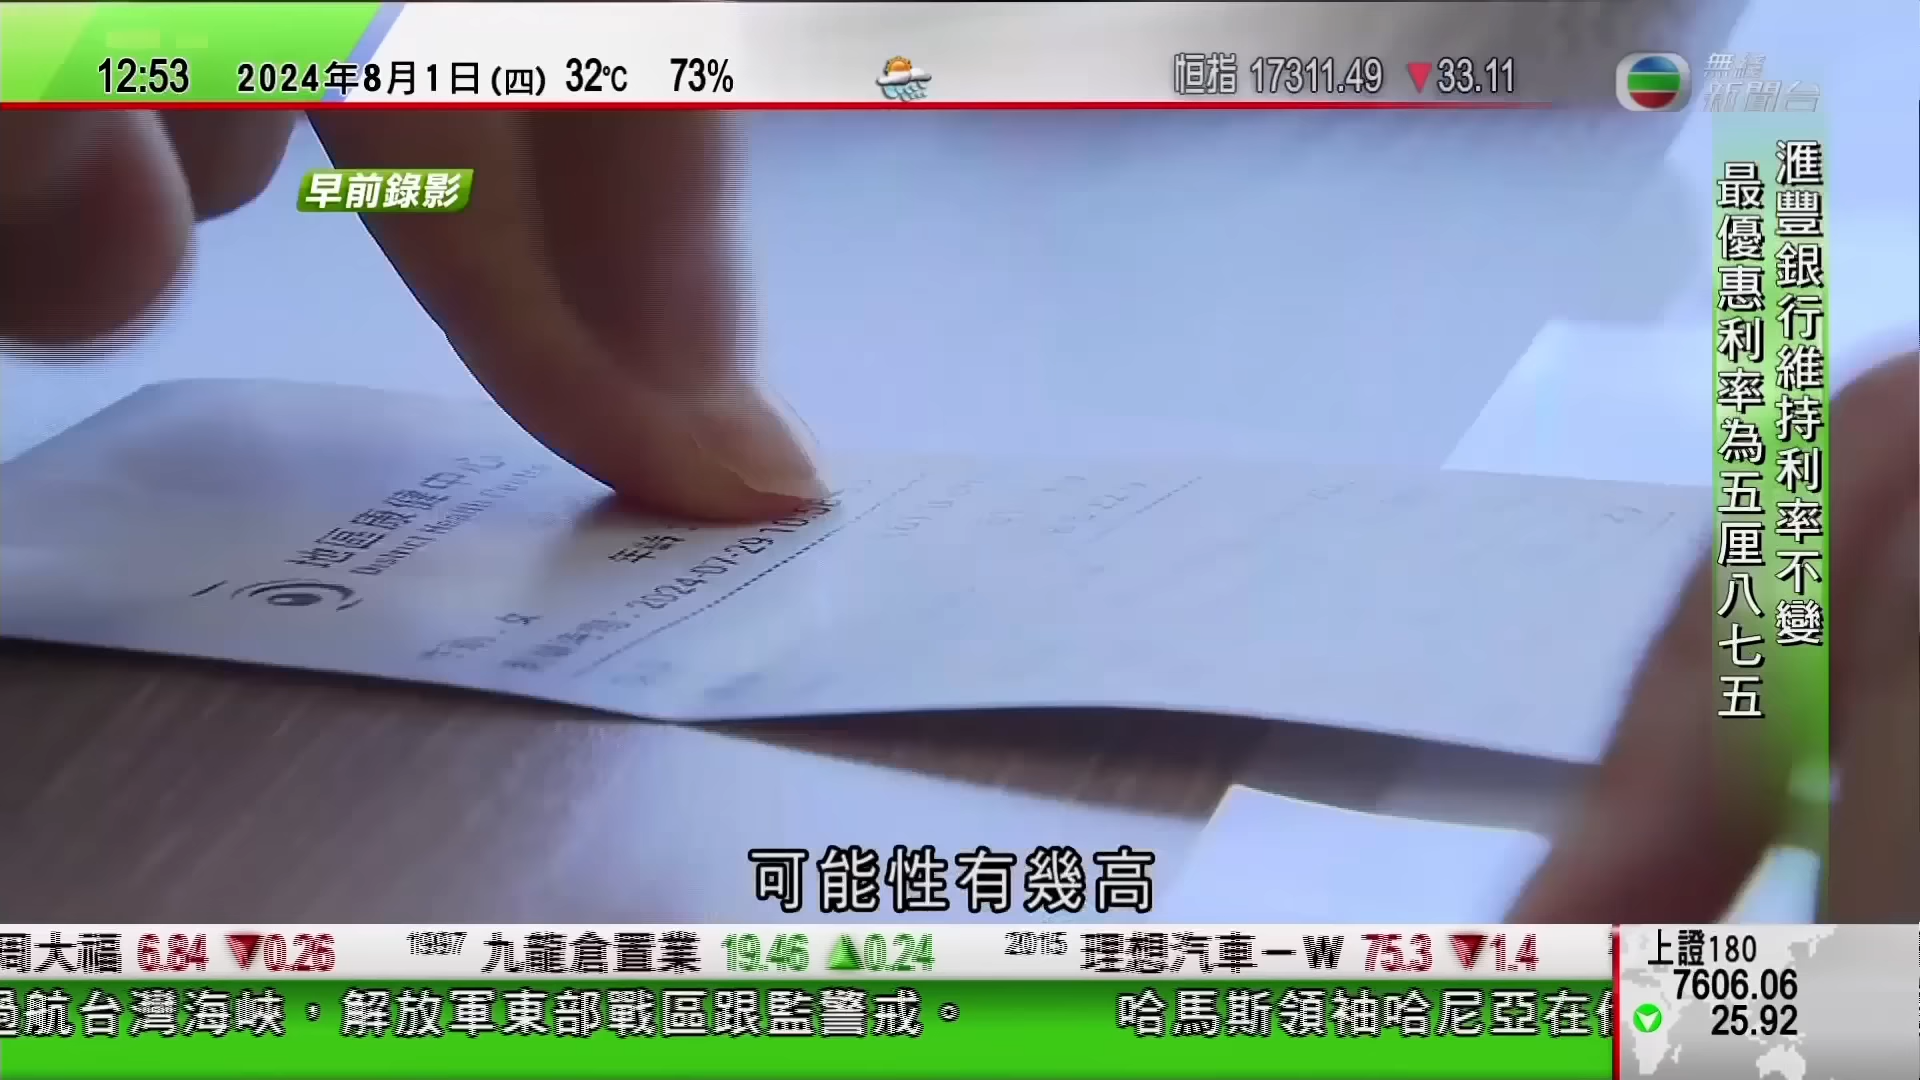 12:53 2024年8月1日(四) 32℃ 73% 恒指 17311.49 ▼33.11
無綫
新聞台
早前錄影
滙豐銀行維持利率不變
最優惠利率為五厘八七五
地區康健中心
District Health Centre
年齡
2024-07-29 10:58
可能性有幾高
周大福 6.84 ▼0.26 1997 九龍倉置業 19.46 ▲0.24 2015 理想汽車－W 75.3 ▼1.4
過航台灣海峽，解放軍東部戰區跟監警戒。 哈馬斯領袖哈尼亞在
上證180
7606.06
25.92